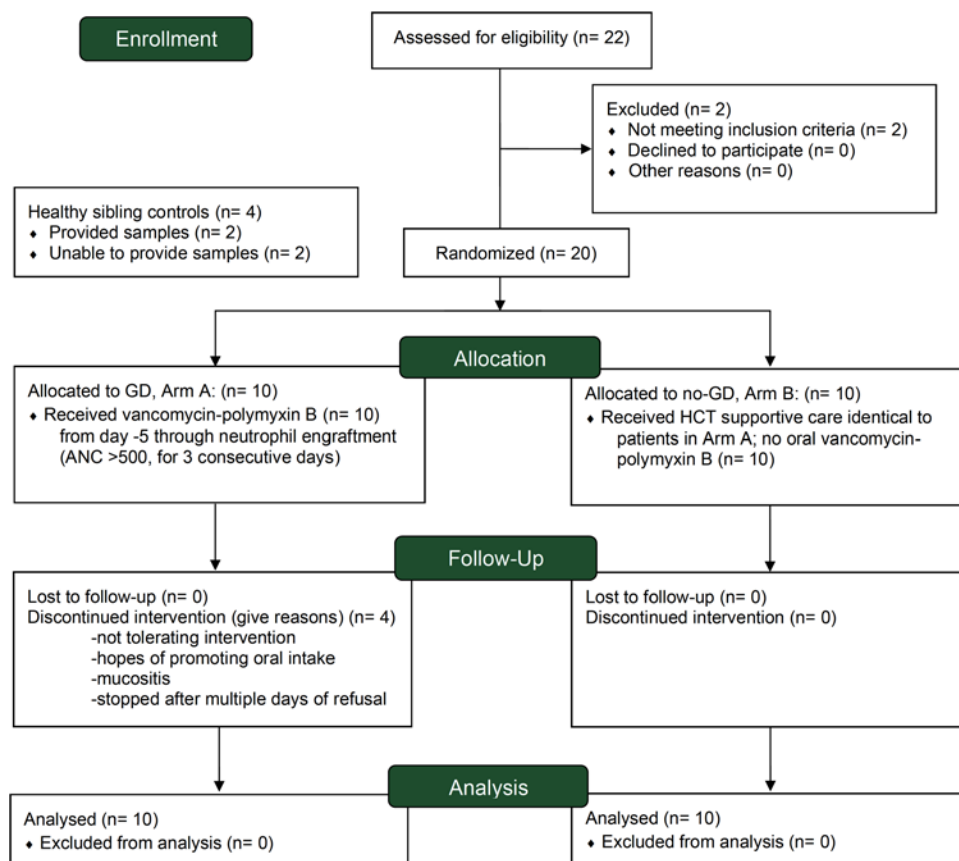 Enrollment
Assessed for eligibility (n= 22)
Excluded (n= 2)
♦ Not meeting inclusion criteria (n= 2)
♦ Declined to participate (n= 0)
♦ Other reasons (n= 0)
Healthy sibling controls (n= 4)
♦ Provided samples (n= 2)
♦ Unable to provide samples (n= 2)
Randomized (n= 20)
Allocation
Allocated to GD, Arm A: (n= 10)
♦ Received vancomycin-polymyxin B (n= 10)
from day -5 through neutrophil engraftment
(ANC >500, for 3 consecutive days)
Allocated to no-GD, Arm B: (n= 10)
♦ Received HCT supportive care identical to
patients in Arm A; no oral vancomycin-
polymyxin B (n= 10)
Follow-Up
Lost to follow-up (n= 0)
Discontinued intervention (give reasons) (n= 4)
-not tolerating intervention
-hopes of promoting oral intake
-mucositis
-stopped after multiple days of refusal
Lost to follow-up (n= 0)
Discontinued intervention (n= 0)
Analysis
Analysed (n= 10)
♦ Excluded from analysis (n= 0)
Analysed (n= 10)
♦ Excluded from analysis (n= 0)